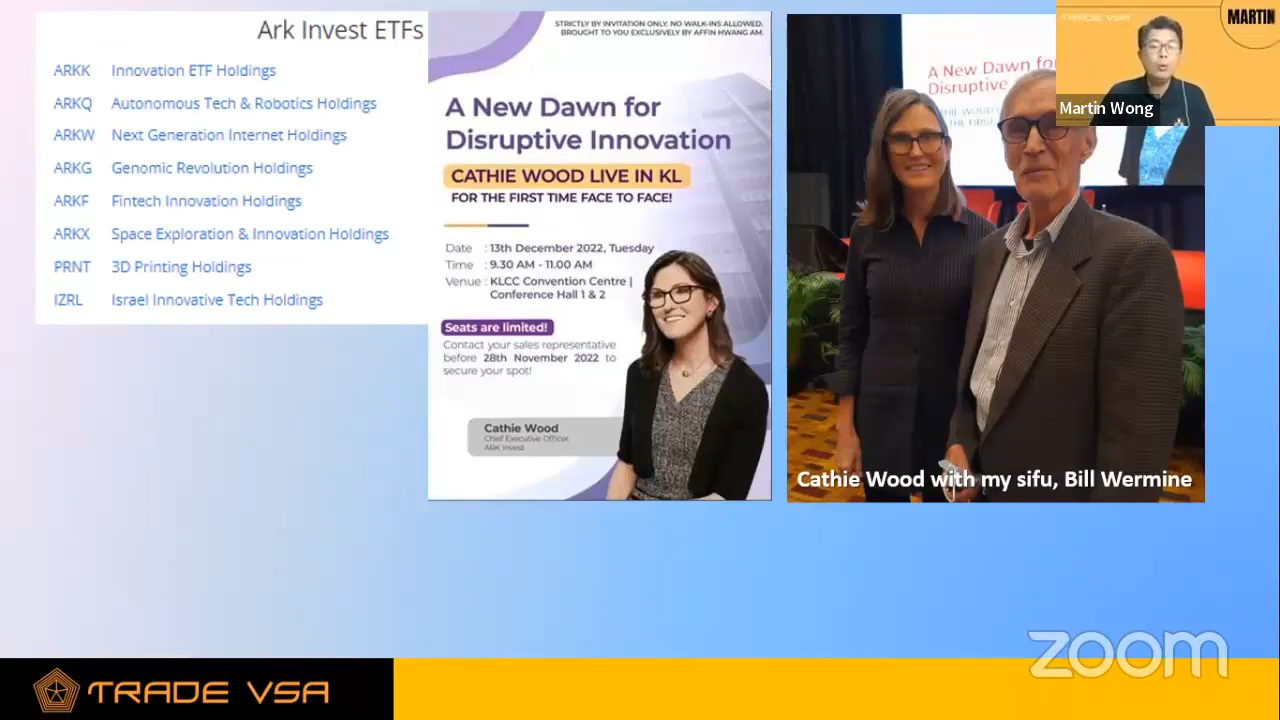 Ark Invest ETFs
ARKK Innovation ETF Holdings
ARKQ Autonomous Tech & Robotics Holdings
ARKW Next Generation Internet Holdings
ARKG Genomic Revolution Holdings
ARKF Fintech Innovation Holdings
ARKX Space Exploration & Innovation Holdings
PRNT 3D Printing Holdings
IZRL Israel Innovative Tech Holdings
STRICTLY BY INVITATION ONLY. NO WALK-INS ALLOWED.
BROUGHT TO YOU EXCLUSIVELY BY AFFIN HWANG AM.
A New Dawn for
Disruptive Innovation
CATHIE WOOD LIVE IN KL
FOR THE FIRST TIME FACE TO FACE!
Date : 13th December 2022, Tuesday
Time : 9.30 AM - 11.00 AM
Venue : KLCC Convention Centre |
Conference Hall 1 & 2
Seats are limited!
Contact your sales representative
before 28th November 2022 to
secure your spot!
Cathie Wood
Chief Executive Officer,
ARK Invest
A New Dawn for
Disruptive
CATHIE WOOD
THE FIRST
Cathie Wood with my sifu, Bill Wermine
TRADE VSA
MARTIN
Martin Wong
zoom
TRADE VSA